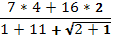 7 * 4 + 16 * 2
1 + 11 + √2 + 1